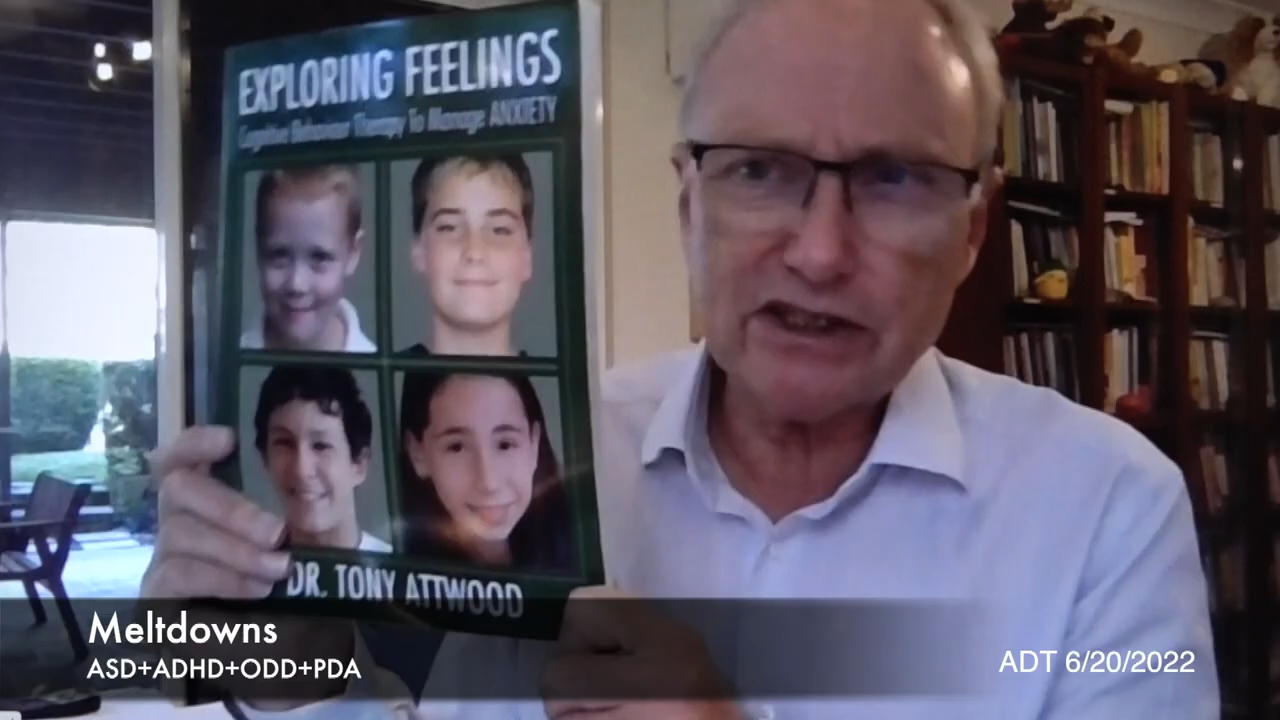 EXPLORING FEELINGS
Cognitive Behaviour Therapy To Manage ANXIETY
DR. TONY ATTWOOD
Meltdowns
ASD+ADHD+ODD+PDA
ADT 6/20/2022